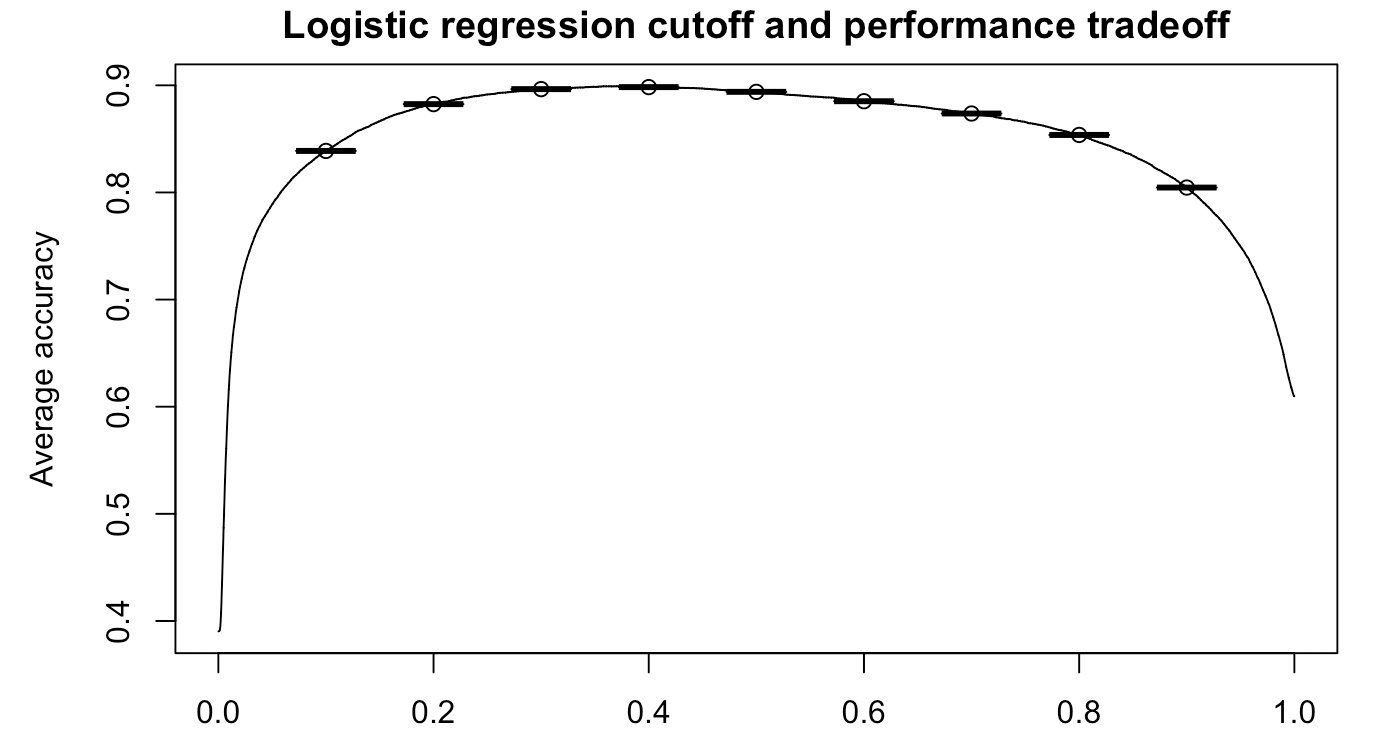 Logistic regression cutoff and performance tradeoff
Average accuracy
0.9
0.8
0.7
0.6
0.5
0.4
0.0 0.2 0.4 0.6 0.8 1.0